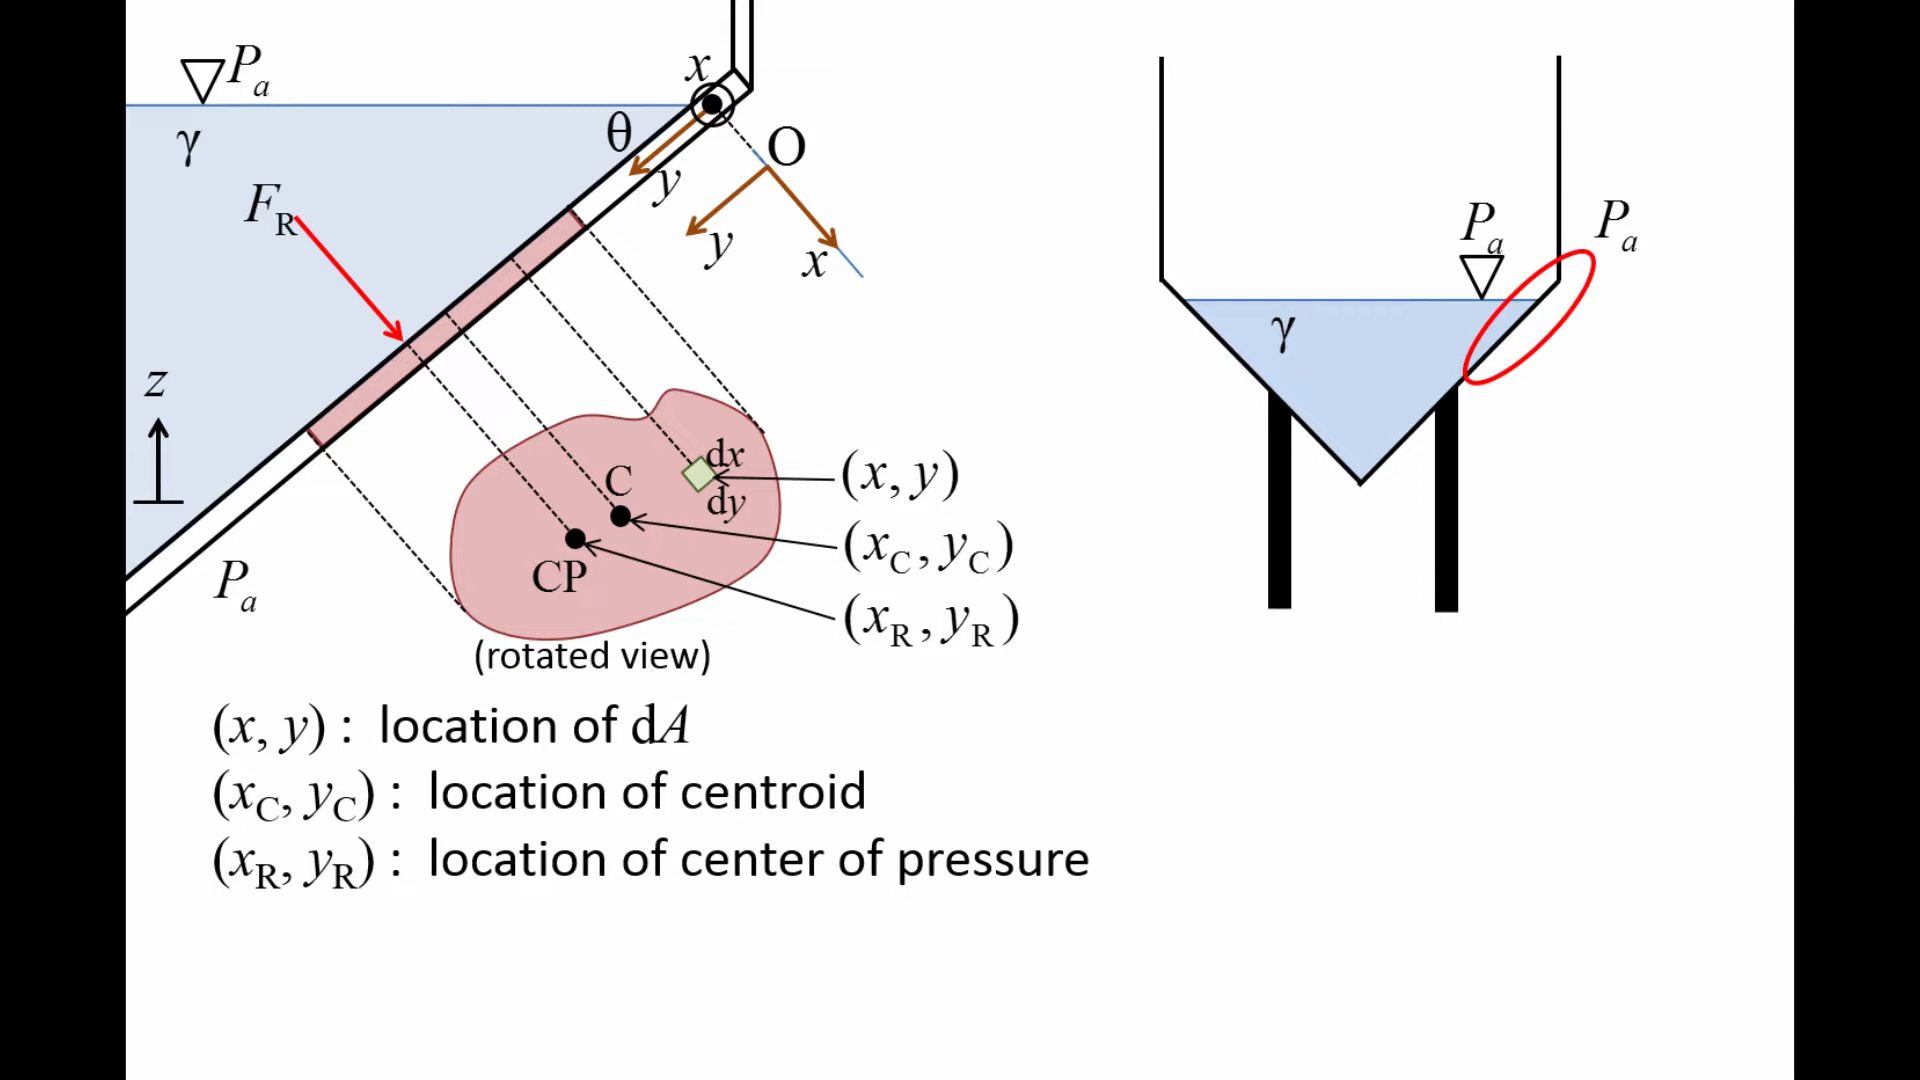 P_a
x
γ
θ
O
y
F_R
y
x
z
P_a
P_a
γ
dx
C
(x, y)
dy
(x_C, y_C)
CP
P_a
(x_R, y_R)
(rotated view)
(x, y) : location of dA
(x_C, y_C) : location of centroid
(x_R, y_R) : location of center of pressure